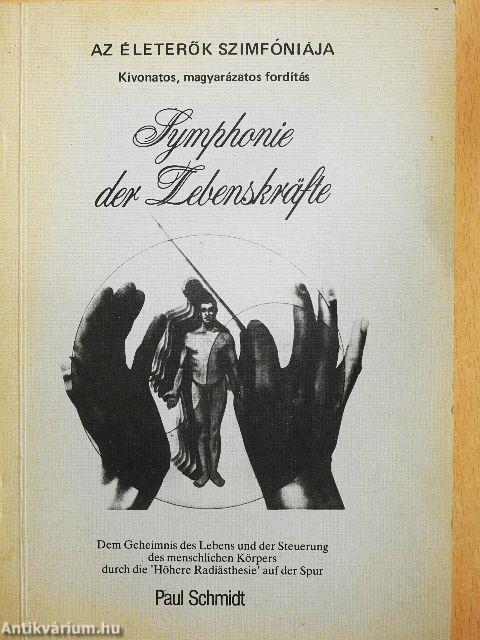 AZ ÉLETERŐK SZIMFÓNIÁJA
Kivonatos, magyarázatos fordítás
Symphonie
der Lebenskräfte
Dem Geheimnis des Lebens und der Steuerung
des menschlichen Körpers
durch die 'Höhere Radiästhesie' auf der Spur
Paul Schmidt
Antikvárium.hu